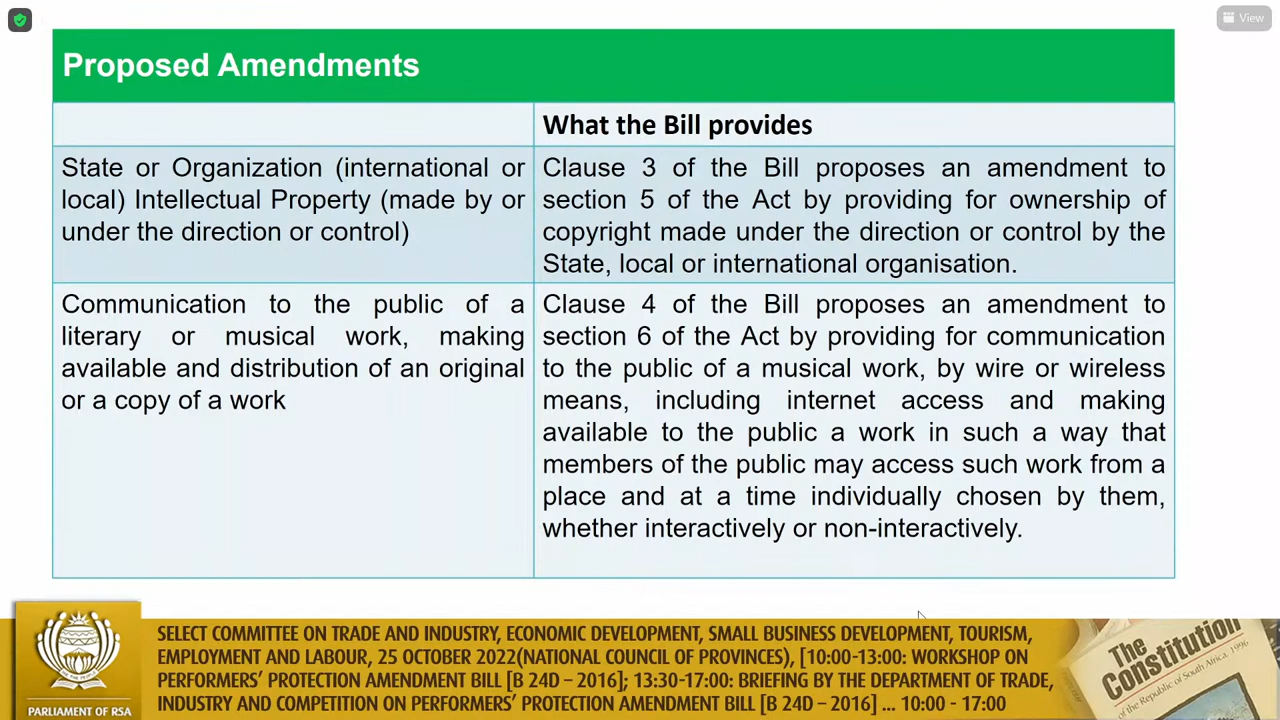 View
Proposed Amendments
What the Bill provides
State or Organization (international or
local) Intellectual Property (made by or
under the direction or control)
Clause 3 of the Bill proposes an amendment to
section 5 of the Act by providing for ownership of
copyright made under the direction or control by the
State, local or international organisation.
Communication to the public of a
literary or musical work, making
available and distribution of an original
or a copy of a work
Clause 4 of the Bill proposes an amendment to
section 6 of the Act by providing for communication
to the public of a musical work, by wire or wireless
means, including internet access and making
available to the public a work in such a way that
members of the public may access such work from a
place and at a time individually chosen by them,
whether interactively or non-interactively.
PARLIAMENT OF RSA
SELECT COMMITTEE ON TRADE AND INDUSTRY, ECONOMIC DEVELOPMENT, SMALL BUSINESS DEVELOPMENT, TOURISM,
EMPLOYMENT AND LABOUR, 25 OCTOBER 2022(NATIONAL COUNCIL OF PROVINCES), [10:00-13:00: WORKSHOP ON
PERFORMERS' PROTECTION AMENDMENT BILL [B 24D – 2016]; 13:30-17:00: BRIEFING BY THE DEPARTMENT OF TRADE,
INDUSTRY AND COMPETITION ON PERFORMERS' PROTECTION AMENDMENT BILL [B 24D – 2016] ... 10:00 - 17:00
The
Constitution
of the Republic of South Africa, 1996